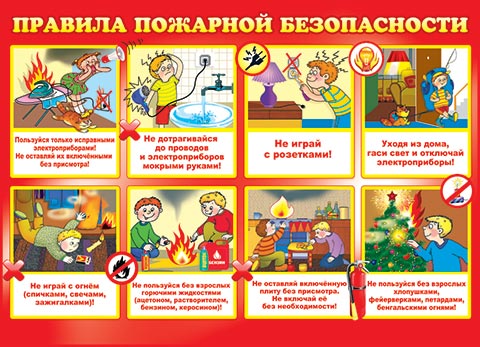 ПРАВИЛА ПОЖАРНОЙ БЕЗОПАСНОСТИ
Пользуйся только исправными
электроприборами!
Не оставляй их включёнными
без присмотра!
Не дотрагивайся
до проводов
и электроприборов
мокрыми руками!
Не играй
с розетками!
Уходя из дома,
гаси свет и отключай
электроприборы!
Не играй с огнём
(спичками, свечами,
зажигалками)!
БЕНЗИН
Не пользуйся без взрослых
горючими жидкостями
(ацетоном, растворителем,
бензином, керосином)!
Не оставляй включённую
плиту без присмотра.
Не включай её
без необходимости!
Не пользуйся без взрослых
хлопушками,
фейерверками, петардами,
бенгальскими огнями!